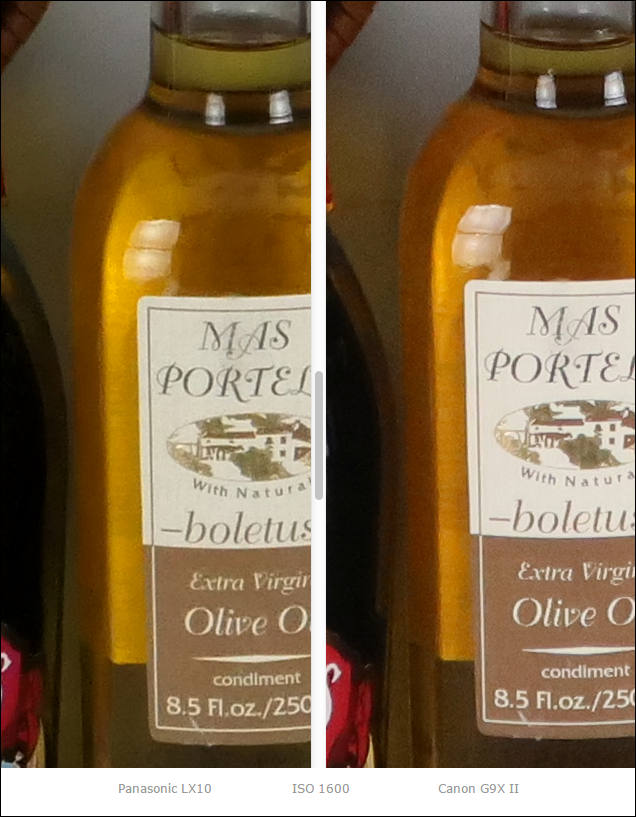 MAS
PORTEL
With Natural
–boletus
Extra Virgin
Olive O
condiment
8.5 Fl.oz./250
MAS
PORTEL
With Natura
–boletus
Extra Virgi
Olive O
condiment
8.5 Fl.oz./250
Panasonic LX10 ISO 1600 Canon G9X II